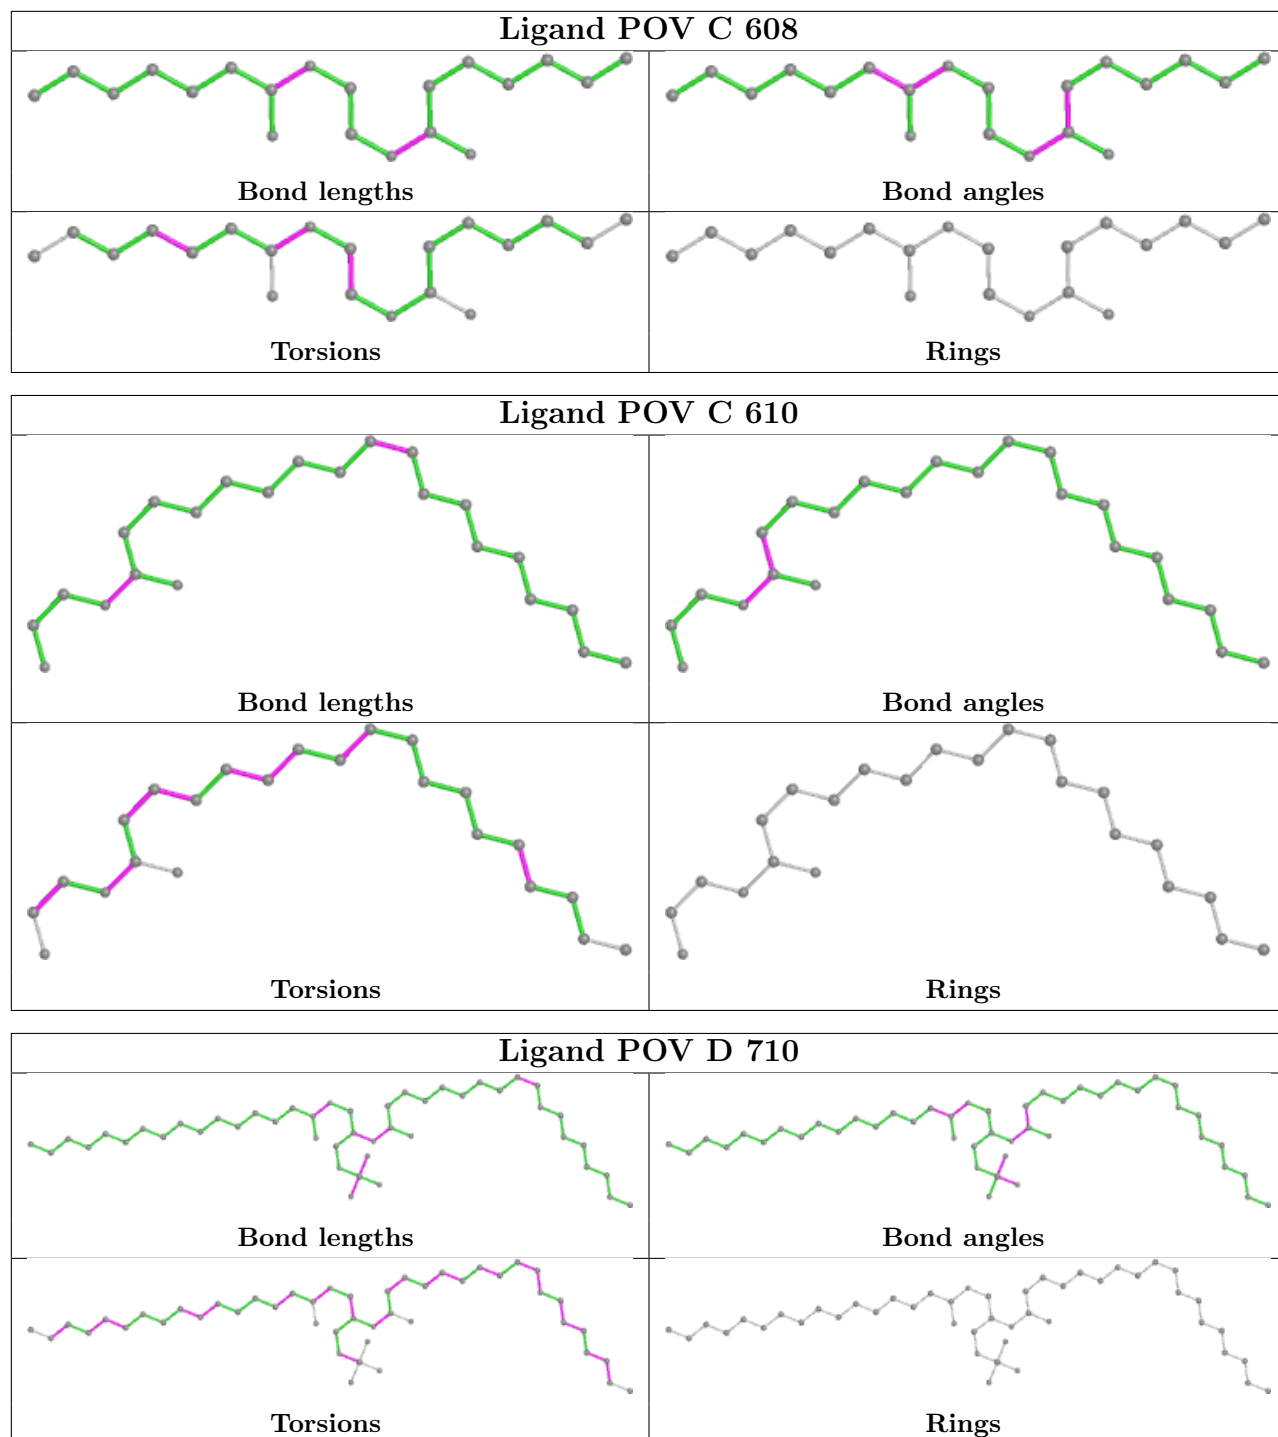 Ligand POV C 608
Bond lengths
Bond angles
Torsions
Rings
Ligand POV C 610
Bond lengths
Bond angles
Torsions
Rings
Ligand POV D 710
Bond lengths
Bond angles
Torsions
Rings